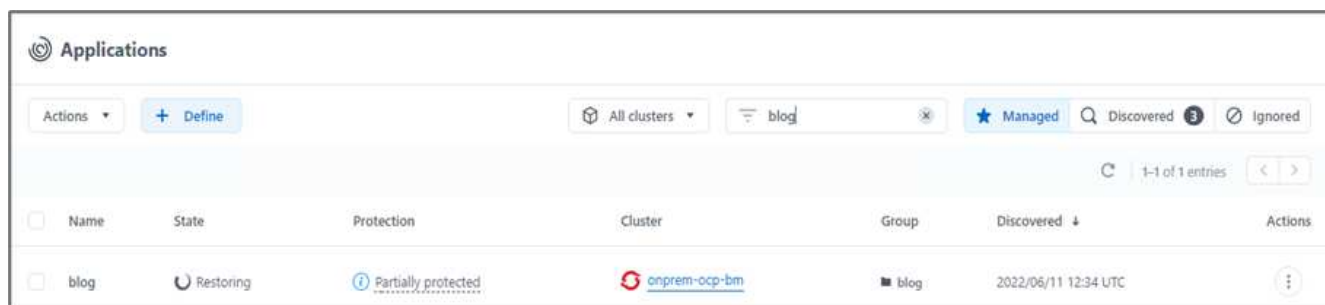 Applications
Actions + Define All clusters blog Managed Discovered 3 Ignored
1–1 of 1 entries < >
Name State Protection Cluster Group Discovered ↓ Actions
blog Restoring Partially protected onprem-ocp-bm blog 2022/06/11 12:34 UTC